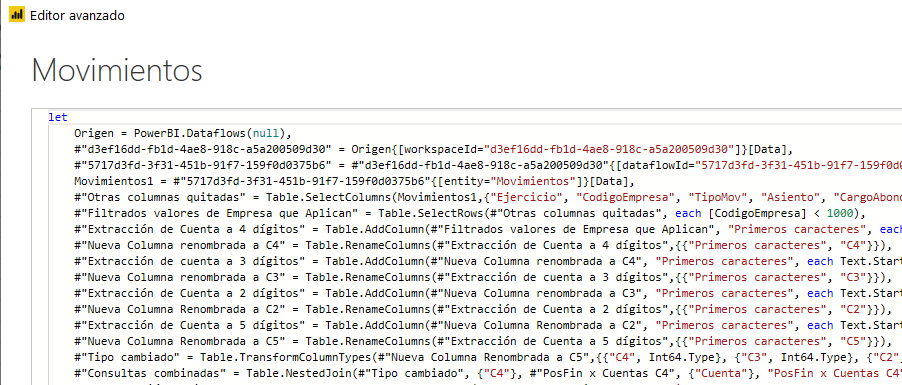 Editor avanzado
Movimientos
let
Origen = PowerBI.Dataflows(null),
#"d3ef16dd-fb1d-4ae8-918c-a5a200509d30" = Origen{[workspaceId="d3ef16dd-fb1d-4ae8-918c-a5a200509d30"]}[Data],
#"5717d3fd-3f31-451b-91f7-159f0d0375b6" = #"d3ef16dd-fb1d-4ae8-918c-a5a200509d30"{[dataflowId="5717d3fd-3f31-451b-91f7-159f0d0
Movimientos1 = #"5717d3fd-3f31-451b-91f7-159f0d0375b6"{[entity="Movimientos"]}[Data],
#"Otras columnas quitadas" = Table.SelectColumns(Movimientos1,{"Ejercicio", "CodigoEmpresa", "TipoMov", "Asiento", "CargoAbono
#"Filtrados valores de Empresa que Aplican" = Table.SelectRows(#"Otras columnas quitadas", each [CodigoEmpresa] < 1000),
#"Extracción de Cuenta a 4 dígitos" = Table.AddColumn(#"Filtrados valores de Empresa que Aplican", "Primeros caracteres", each
#"Nueva Columna renombrada a C4" = Table.RenameColumns(#"Extracción de Cuenta a 4 dígitos",{{"Primeros caracteres", "C4"}}),
#"Extracción de cuenta a 3 dígitos" = Table.AddColumn(#"Nueva Columna renombrada a C4", "Primeros caracteres", each Text.Start
#"Nueva Columna renombrada a C3" = Table.RenameColumns(#"Extracción de cuenta a 3 dígitos",{{"Primeros caracteres", "C3"}}),
#"Extracción de Cuenta a 2 dígitos" = Table.AddColumn(#"Nueva Columna renombrada a C3", "Primeros caracteres", each Text.Start
#"Nueva Columna Renombrada a C2" = Table.RenameColumns(#"Extracción de Cuenta a 2 dígitos",{{"Primeros caracteres", "C2"}}),
#"Extracción de Cuenta a 5 dígitos" = Table.AddColumn(#"Nueva Columna Renombrada a C2", "Primeros caracteres", each Text.Start
#"Nueva Columna Renombrada a C5" = Table.RenameColumns(#"Extracción de Cuenta a 5 dígitos",{{"Primeros caracteres", "C5"}}),
#"Tipo cambiado" = Table.TransformColumnTypes(#"Nueva Columna Renombrada a C5",{{"C4", Int64.Type}, {"C3", Int64.Type}, {"C2",
#"Consultas combinadas" = Table.NestedJoin(#"Tipo cambiado", {"C4"}, #"PosFin x Cuentas C4", {"Cuenta"}, "PosFin x Cuentas C4"